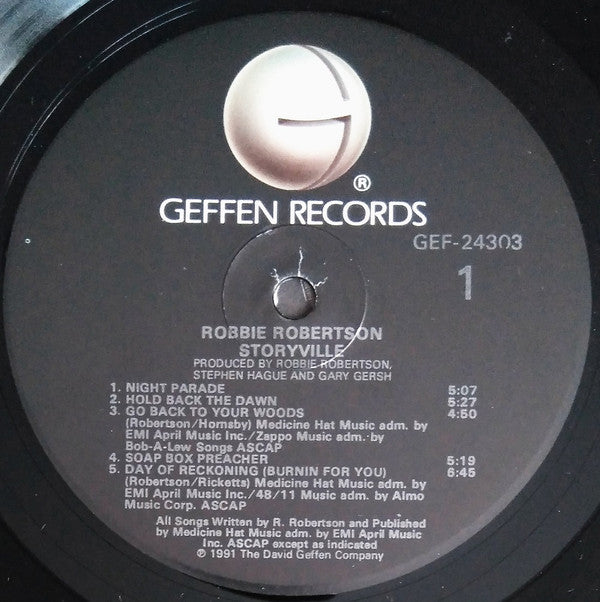 ®
GEFFEN RECORDS
GEF-24303
1
ROBBIE ROBERTSON
STORYVILLE
PRODUCED BY ROBBIE ROBERTSON,
STEPHEN HAGUE AND GARY GERSH
1. NIGHT PARADE 5:07
2. HOLD BACK THE DAWN 5:27
3. GO BACK TO YOUR WOODS 4:50
(Robertson/Hornsby) Medicine Hat Music adm. by
EMI April Music Inc./Zappo Music adm. by
Bob-A-Lew Songs ASCAP
4. SOAP BOX PREACHER 5:19
5. DAY OF RECKONING (BURNIN FOR YOU) 6:45
(Robertson/Ricketts) Medicine Hat Music adm. by
EMI April Music Inc./48/11 Music adm. by Almo
Music Corp. ASCAP
All Songs Written by R. Robertson and Published
by Medicine Hat Music adm. by EMI April Music
Inc. ASCAP except as indicated
℗ 1991 The David Geffen Company